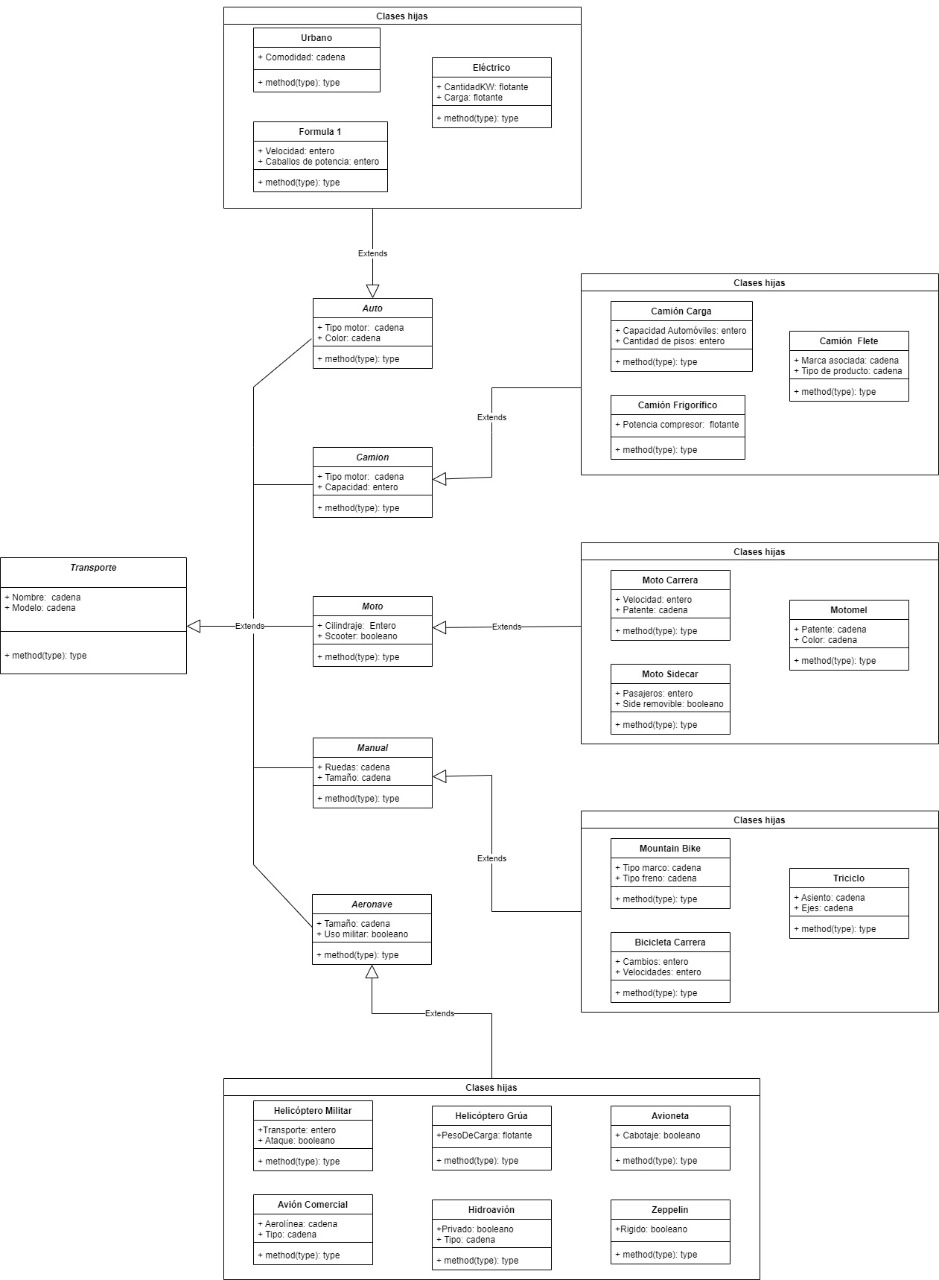 Clases hijas
Urbano
+ Comodidad: cadena
+ method(type): type
Eléctrico
+ CantidadKW: flotante
+ Carga: flotante
+ method(type): type
Formula 1
+ Velocidad: entero
+ Caballos de potencia: entero
+ method(type): type
Extends
Auto
+ Tipo motor: cadena
+ Color: cadena
+ method(type): type
Clases hijas
Camión Carga
+ Capacidad Automóviles: entero
+ Cantidad de pisos: entero
+ method(type): type
Camión Flete
+ Marca asociada: cadena
+ Tipo de producto: cadena
+ method(type): type
Camión Frigorífico
+ Potencia compresor: flotante
+ method(type): type
Extends
Camion
+ Tipo motor: cadena
+ Capacidad: entero
+ method(type): type
Transporte
+ Nombre: cadena
+ Modelo: cadena
+ method(type): type
Extends
Moto
+ Cilindraje: Entero
+ Scooter: booleano
+ method(type): type
Extends
Clases hijas
Moto Carrera
+ Velocidad: entero
+ Patente: cadena
+ method(type): type
Motomel
+ Patente: cadena
+ Color: cadena
+ method(type): type
Moto Sidecar
+ Pasajeros: entero
+ Side removible: booleano
+ method(type): type
Manual
+ Ruedas: cadena
+ Tamaño: cadena
+ method(type): type
Extends
Clases hijas
Mountain Bike
+ Tipo marco: cadena
+ Tipo freno: cadena
+ method(type): type
Triciclo
+ Asiento: cadena
+ Ejes: cadena
+ method(type): type
Bicicleta Carrera
+ Cambios: entero
+ Velocidades: entero
+ method(type): type
Aeronave
+ Tamaño: cadena
+ Uso militar: booleano
+ method(type): type
Extends
Clases hijas
Helicóptero Militar
+Transporte: entero
+ Ataque: booleano
+ method(type): type
Helicóptero Grúa
+PesoDeCarga: flotante
+ method(type): type
Avioneta
+ Cabotaje: booleano
+ method(type): type
Avión Comercial
+ Aerolínea: cadena
+ Tipo: cadena
+ method(type): type
Hidroavión
+Privado: booleano
+ Tipo: cadena
+ method(type): type
Zeppelin
+Rigido: booleano
+ method(type): type